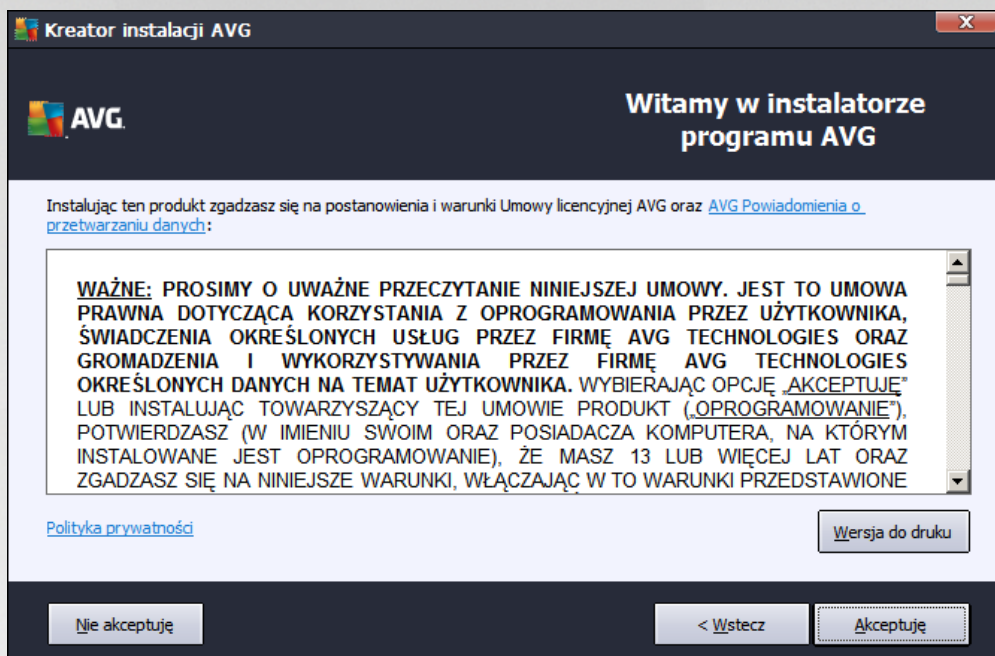 Kreator instalacji AVG
X
AVG.
Witamy w instalatorze
programu AVG
Instalując ten produkt zgadzasz się na postanowienia i warunki Umowy licencyjnej AVG oraz AVG Powiadomienia o
przetwarzaniu danych:
WAŻNE: PROSIMY O UWAŻNE PRZECZYTANIE NINIEJSZEJ UMOWY. JEST TO UMOWA
PRAWNA DOTYCZĄCA KORZYSTANIA Z OPROGRAMOWANIA PRZEZ UŻYTKOWNIKA,
ŚWIADCZENIA OKREŚLONYCH USŁUG PRZEZ FIRMĘ AVG TECHNOLOGIES ORAZ
GROMADZENIA I WYKORZYSTYWANIA PRZEZ FIRMĘ AVG TECHNOLOGIES
OKREŚLONYCH DANYCH NA TEMAT UŻYTKOWNIKA. WYBIERAJĄC OPCJĘ „AKCEPTUJĘ”
LUB INSTALUJĄC TOWARZYSZĄCY TEJ UMOWIE PRODUKT („OPROGRAMOWANIE”),
POTWIERDZASZ (W IMIENIU SWOIM ORAZ POSIADACZA KOMPUTERA, NA KTÓRYM
INSTALOWANE JEST OPROGRAMOWANIE), ŻE MASZ 13 LUB WIĘCEJ LAT ORAZ
ZGADZASZ SIĘ NA NINIEJSZE WARUNKI, WŁĄCZAJĄC W TO WARUNKI PRZEDSTAWIONE
Polityka prywatności
Wersja do druku
Nie akceptuję
< Wstecz
Akceptuję